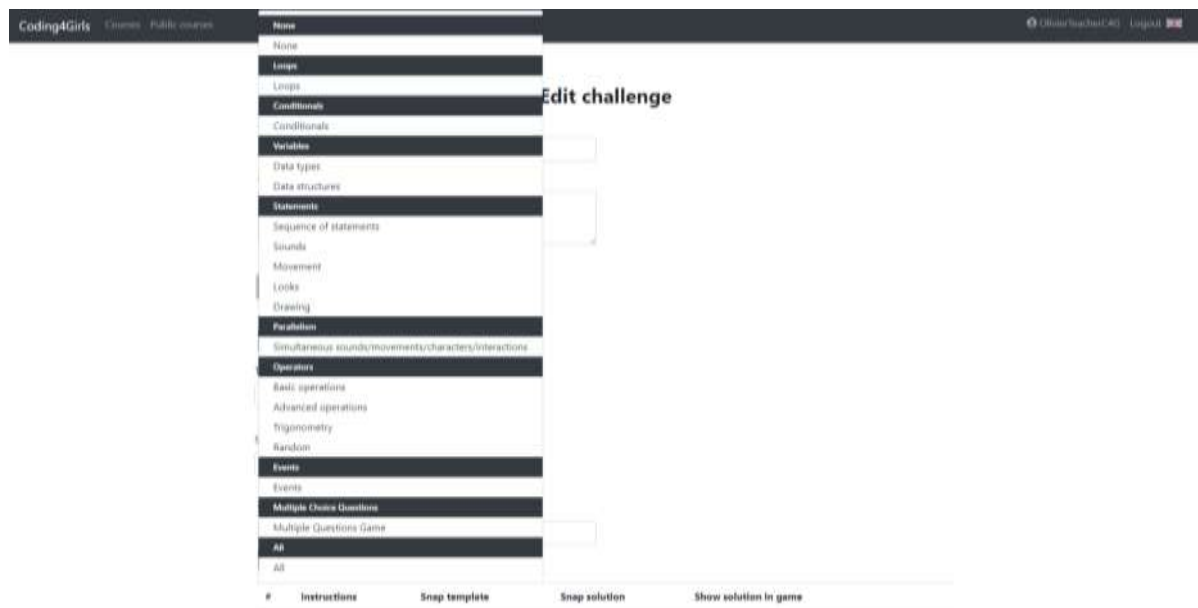 Coding4Girls Courses Public courses
OlivierTeacherC4G Logout
None
None
Loops
Loops
Edit challenge
Conditionals
Conditionals
Variables
Data types
Data structures
Statements
Sequence of statements
Sounds
Movement
Looks
Drawing
Parallelism
Simultaneous sounds/movements/characters/interactions
Operators
Basic operations
Advanced operations
Trigonometry
Random
Events
Events
Multiple Choice Questions
Multiple Questions Game
All
All
# Instructions Snap template Snap solution Show solution in game